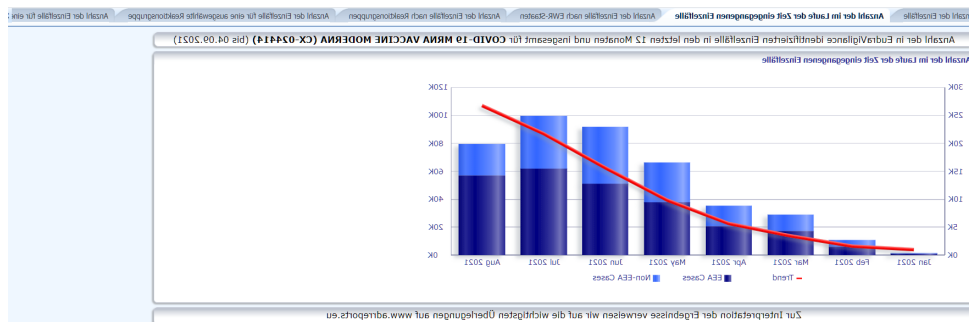 nzahl der Einzelfälle Anzahl der im Laufe der Zeit eingegangenen Einzelfälle Anzahl der Einzelfälle nach EWR-Staaten Anzahl der Einzelfälle nach Reaktionsgruppen Anzahl der Einzelfälle für eine ausgewählte Reaktionsgruppe Anzahl der Einzelfälle für ein
Anzahl der in EudraVigilance identifizierten Einzelfälle in den letzten 12 Monaten und insgesamt für COVID-19 MRNA VACCINE MODERNA (CX-024414) (bis 04.09.2021)
Anzahl der im Laufe der Zeit eingegangenen Einzelfälle
30K 120K
25K 100K
20K 80K
15K 60K
10K 40K
5K 20K
0K 0K
Jan 2021 Feb 2021 Mar 2021 Apr 2021 May 2021 Jun 2021 Jul 2021 Aug 2021
Trend EEA Cases Non-EEA Cases
Zur Interpretation der Ergebnisse verweisen wir auf die wichtigsten Überlegungen auf www.adrreports.eu